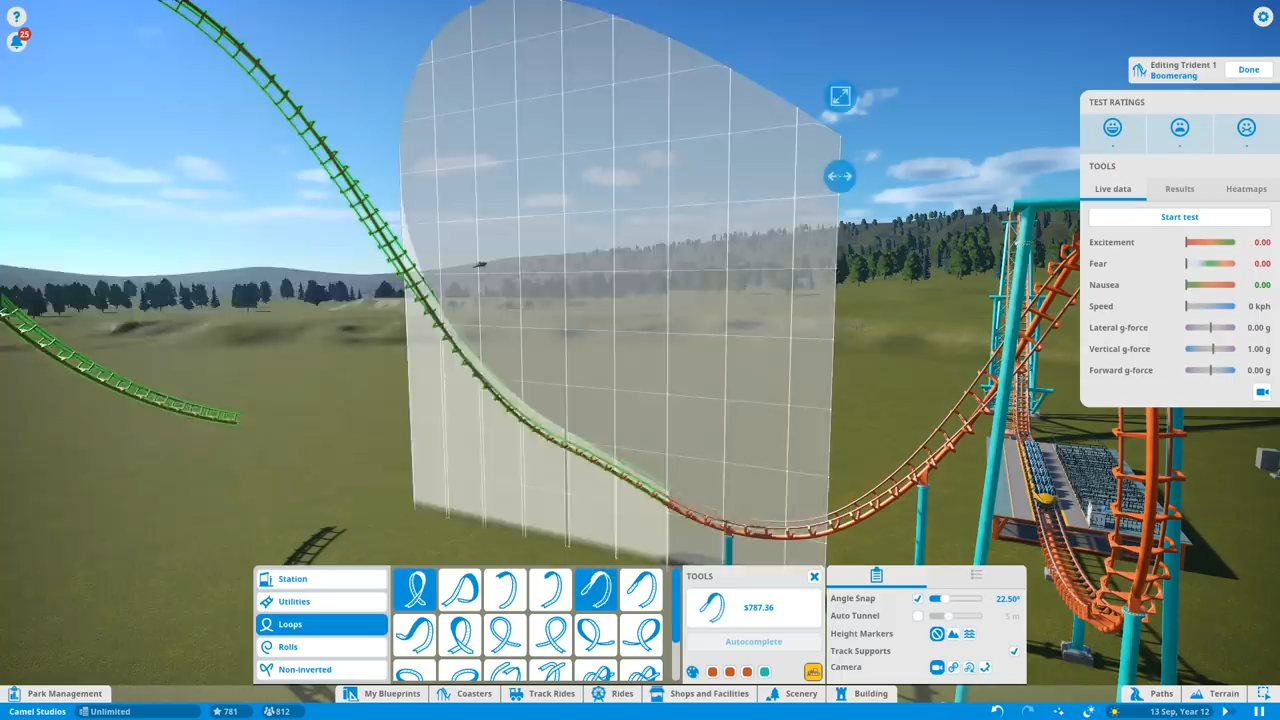 ?
25
Editing Trident 1
Boomerang
Done
TEST RATINGS
-
-
-
TOOLS
Live data
Results
Heatmaps
Start test
Excitement
0.00
Fear
0.00
Nausea
0.00
Speed
0 kph
Lateral g-force
0.00 g
Vertical g-force
1.00 g
Forward g-force
0.00 g
Station
Utilities
Loops
Rolls
Non-inverted
TOOLS
$787.36
Autocomplete
Angle Snap
22.50°
Auto Tunnel
5 m
Height Markers
Track Supports
Camera
Park Management
My Blueprints
Coasters
Track Rides
Rides
Shops and Facilities
Scenery
Building
Paths
Terrain
Camel Studios
Unlimited
781
812
13 Sep, Year 12